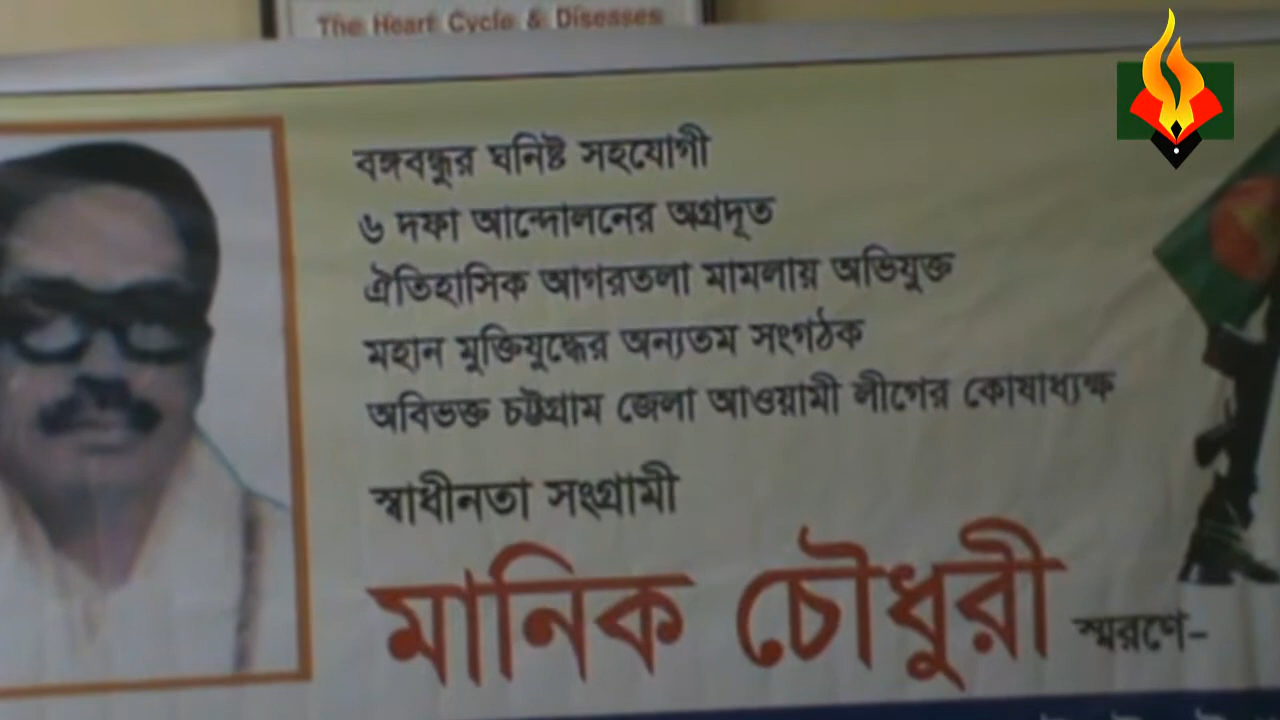 The Heart Cycle & Diseases
বঙ্গবন্ধুর ঘনিষ্ট সহযোগী
৬ দফা আন্দোলনের অগ্রদূত
ঐতিহাসিক আগরতলা মামলায় অভিযুক্ত
মহান মুক্তিযুদ্ধের অন্যতম সংগঠক
অবিভক্ত চট্টগ্রাম জেলা আওয়ামী লীগের কোষাধ্যক্ষ
স্বাধীনতা সংগ্রামী
মানিক চৌধুরী স্মরণে-